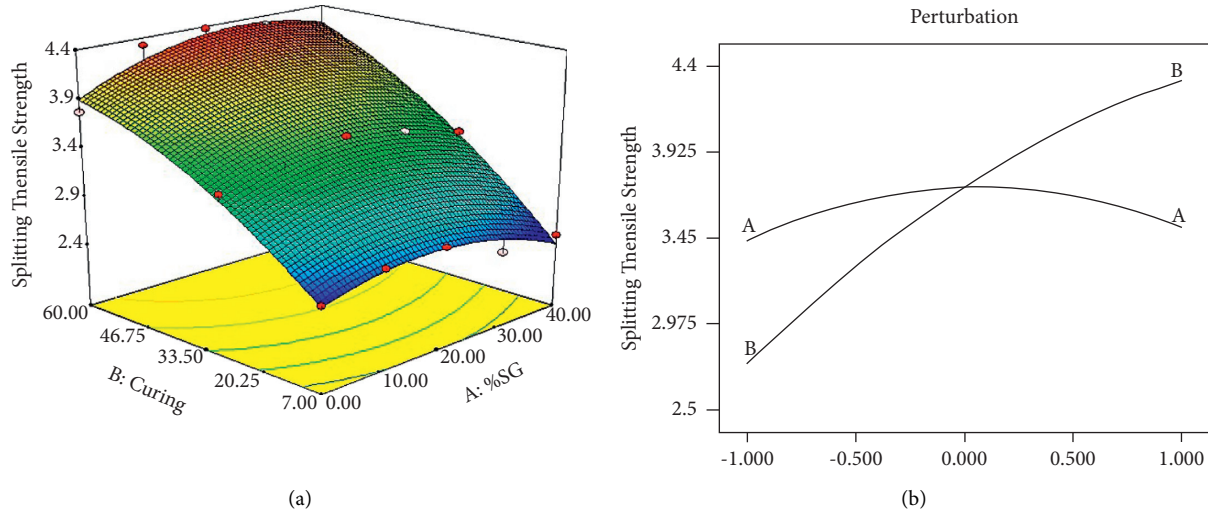 4.4
3.9
3.4
2.9
2.4
Splitting Tnensile Strength
60.00
46.75
33.50
20.25
7.00
B: Curing
0.00
10.00
20.00
30.00
40.00
A: %SG
(a)
Perturbation
4.4
3.925
3.45
2.975
2.5
Splitting Tnensile Strength
A
B
B
A
-1.000
-0.500
0.000
0.500
1.000
(b)